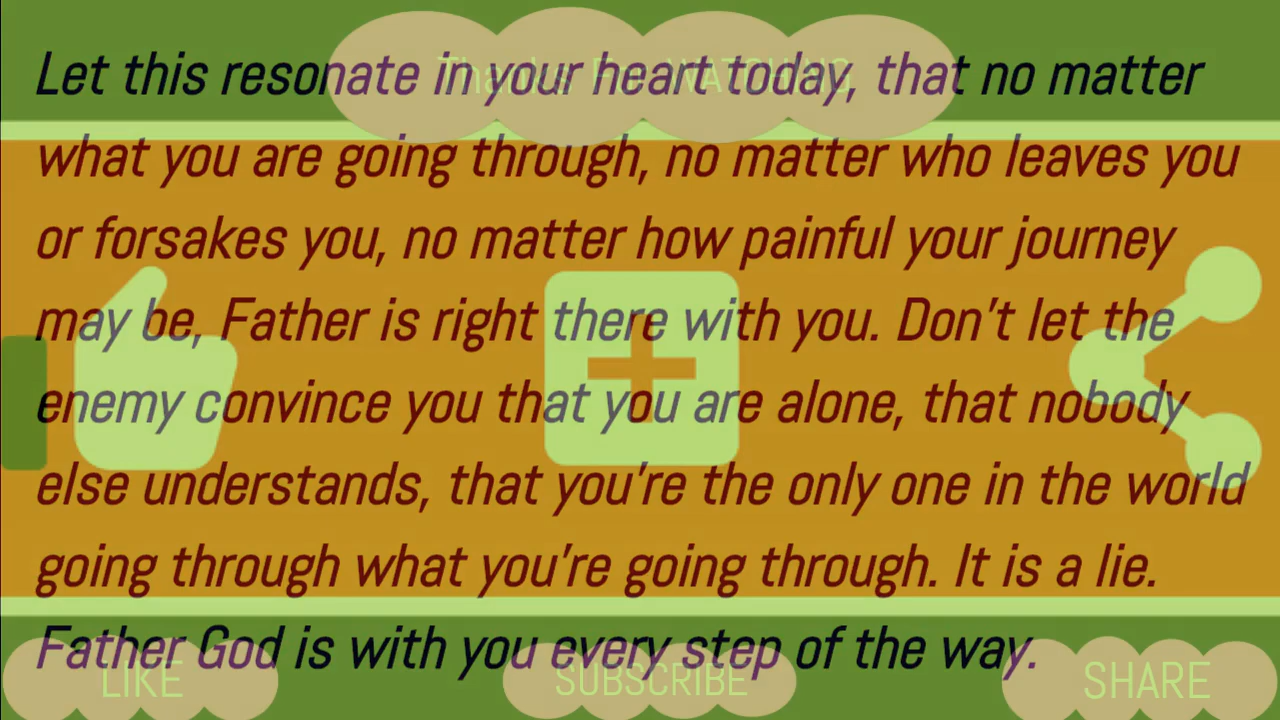 Thanks For WATCHING
Let this resonate in your heart today, that no matter
what you are going through, no matter who leaves you
or forsakes you, no matter how painful your journey
may be, Father is right there with you. Don’t let the
enemy convince you that you are alone, that nobody
else understands, that you’re the only one in the world
going through what you’re going through. It is a lie.
Father God is with you every step of the way.
LIKE
SUBSCRIBE
SHARE